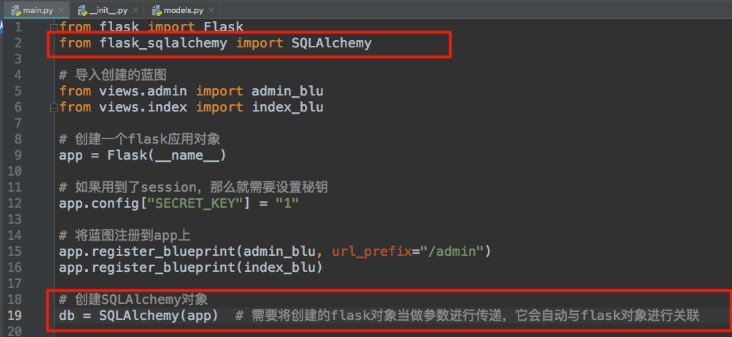 main.py × __init__.py × models.py ×
1 from flask import Flask
2 from flask_sqlalchemy import SQLAlchemy
3
4 # 导入创建的蓝图
5 from views.admin import admin_blu
6 from views.index import index_blu
7
8 # 创建一个flask应用对象
9 app = Flask(__name__)
10
11 # 如果用到了session，那么就需要设置秘钥
12 app.config["SECRET_KEY"] = "1"
13
14 # 将蓝图注册到app上
15 app.register_blueprint(admin_blu, url_prefix="/admin")
16 app.register_blueprint(index_blu)
17
18 # 创建SQLAlchemy对象
19 db = SQLAlchemy(app)  # 需要将创建的flask对象当做参数进行传递，它会自动与flask对象进行关联
20